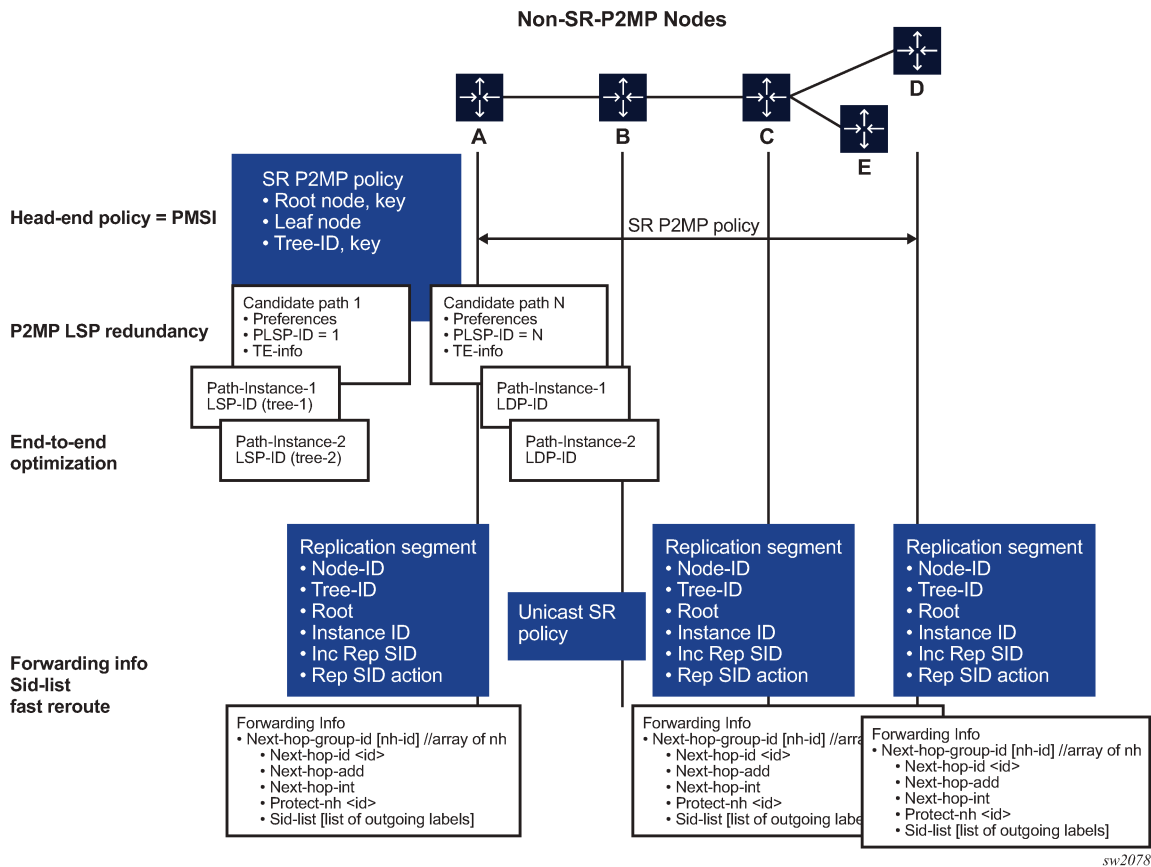 Non-SR-P2MP Nodes
A
B
C
D
E
Head-end policy = PMSI
SR P2MP policy
• Root node, key
• Leaf node
• Tree-ID, key
SR P2MP policy
P2MP LSP redundancy
Candidate path 1
• Preferences
• PLSP-ID = 1
• TE-info
Candidate path N
• Preferences
• PLSP-ID = N
• TE-info
Path-Instance-1
LSP-ID (tree-1)
Path-Instance-1
LDP-ID
End-to-end
optimization
Path-Instance-2
LSP-ID (tree-2)
Path-Instance-2
LDP-ID
Forwarding info
Sid-list
fast reroute
Replication segment
• Node-ID
• Tree-ID
• Root
• Instance ID
• Inc Rep SID
• Rep SID action
Unicast SR
policy
Replication segment
• Node-ID
• Tree-ID
• Root
• Instance ID
• Inc Rep SID
• Rep SID action
Replication segment
• Node-ID
• Tree-ID
• Root
• Instance ID
• Inc Rep SID
• Rep SID action
Forwarding Info
• Next-hop-group-id [nh-id] //array of nh
• Next-hop-id <id>
• Next-hop-add
• Next-hop-int
• Protect-nh <id>
• Sid-list [list of outgoing labels]
Forwarding Info
• Next-hop-group-id [nh-id] //arra
• Next-hop-id <id>
• Next-hop-add
• Next-hop-int
• Protect-nh <id>
• Sid-list [list of outgoing labe
Forwarding Info
• Next-hop-group-id [nh-id] //array of nh
• Next-hop-id <id>
• Next-hop-add
• Next-hop-int
• Protect-nh <id>
• Sid-list [list of outgoing labels]
sw2078